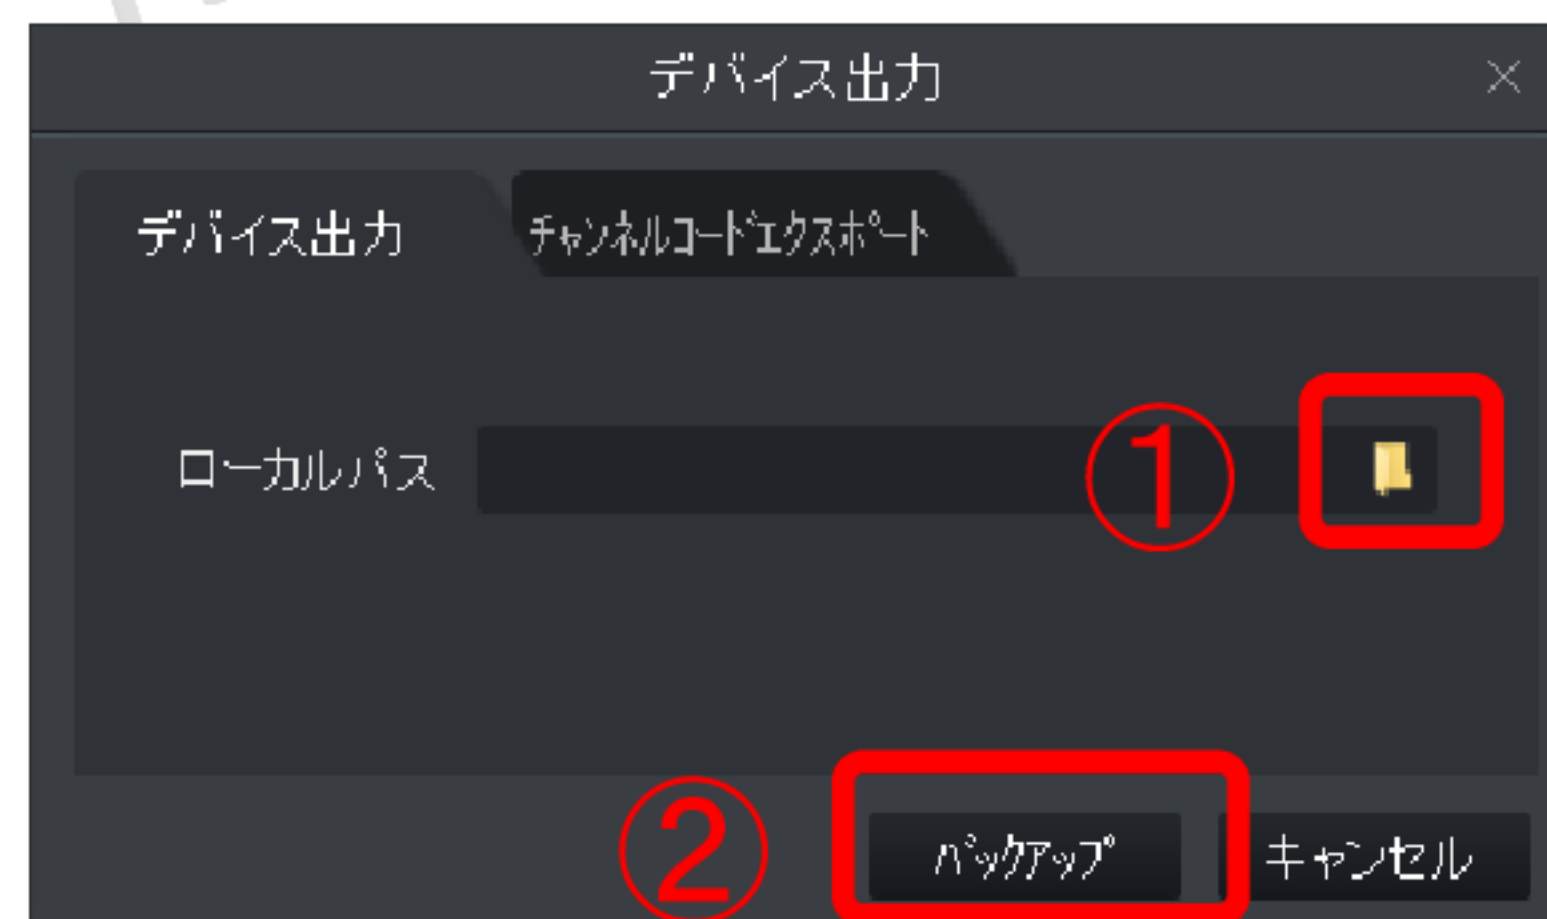 デバイス出力
デバイス出力 ﾁｬﾝﾈﾙｺｰﾄﾞｴｸｽﾎﾟｰﾄ
ローカルパス ①
② ﾊﾟｯｸｱｯﾌﾟ キャンセル